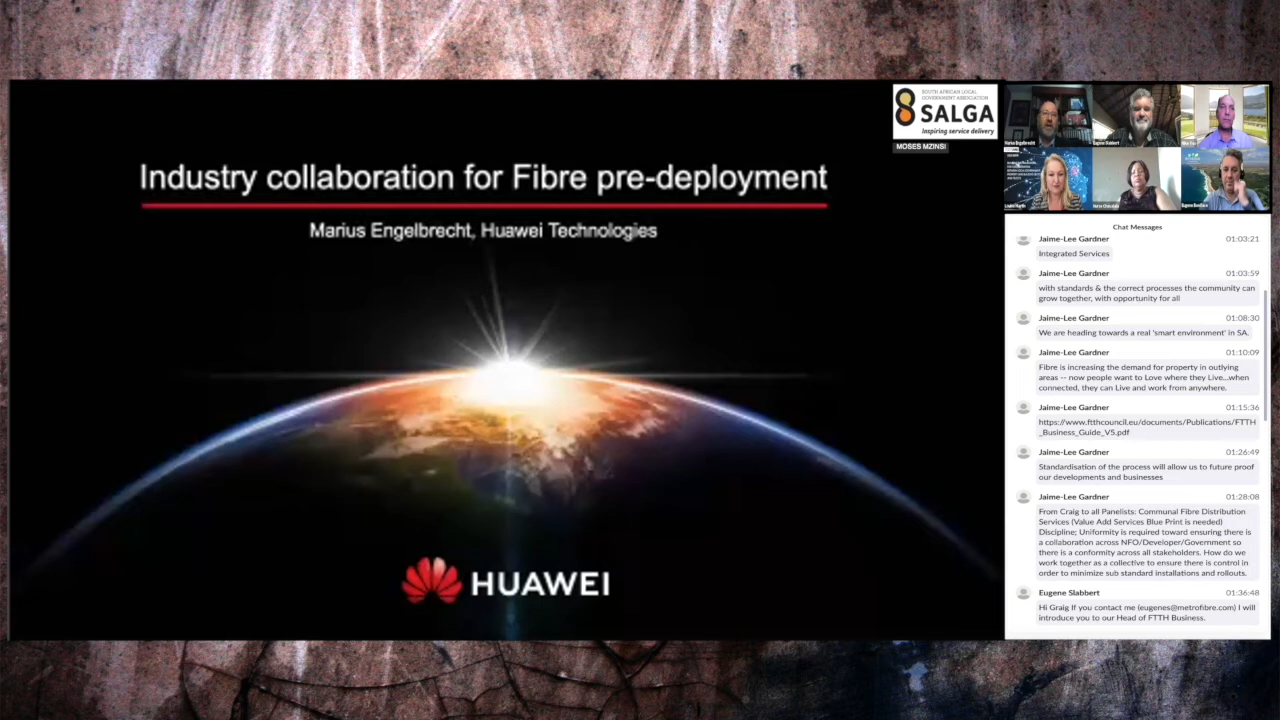 Industry collaboration for Fibre pre-deployment
Marius Engelbrecht, Huawei Technologies
HUAWEI
SOUTH AFRICAN LOCAL
GOVERNMENT ASSOCIATION
SALGA
Inspiring service delivery
MOSES MZINSI
Marius Engelbrecht
Eugene Slabbert
Chat Messages
Jaime-Lee Gardner 01:03:21
Integrated Services
Jaime-Lee Gardner 01:03:59
with standards & the correct processes the community can
grow together, with opportunity for all
Jaime-Lee Gardner 01:08:30
We are heading towards a real 'smart environment' in SA.
Jaime-Lee Gardner 01:10:09
Fibre is increasing the demand for property in outlying
areas -- now people want to Love where they Live...when
connected, they can Live and work from anywhere.
Jaime-Lee Gardner 01:15:36
https://www.ftthcouncil.eu/documents/Publications/FTTH
_Business_Guide_V5.pdf
Jaime-Lee Gardner 01:26:49
Standardisation of the process will allow us to future proof
our developments and businesses
Jaime-Lee Gardner 01:28:08
From Craig to all Panelists: Communal Fibre Distribution
Services (Value Add Services Blue Print is needed)
Discipline; Uniformity is required toward ensuring there is
a collaboration across NFO/Developer/Government so
there is a conformity across all stakeholders. How do we
work together as a collective to ensure there is control in
order to minimize sub standard installations and rollouts.
Eugene Slabbert 01:36:48
Hi Graig If you contact me (eugenes@metrofibre.com) I will
introduce you to our Head of FTTH Business.